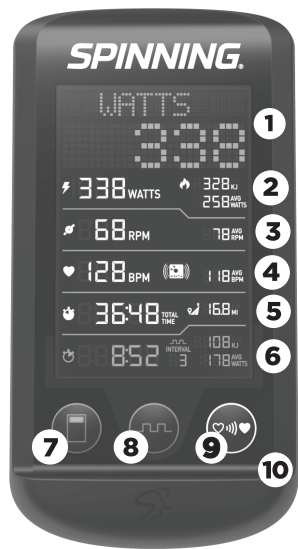 SPINNING®
WATTS
338
1
338 WATTS 328 KJ
258 AVG WATTS
2
68 RPM 78 AVG RPM
3
128 BPM 118 AVG BPM
4
36:48 TOTAL TIME 16.8 MI
5
8:52 INTERVAL 3 108 KJ
178 AVG WATTS
6
7
8
9
10